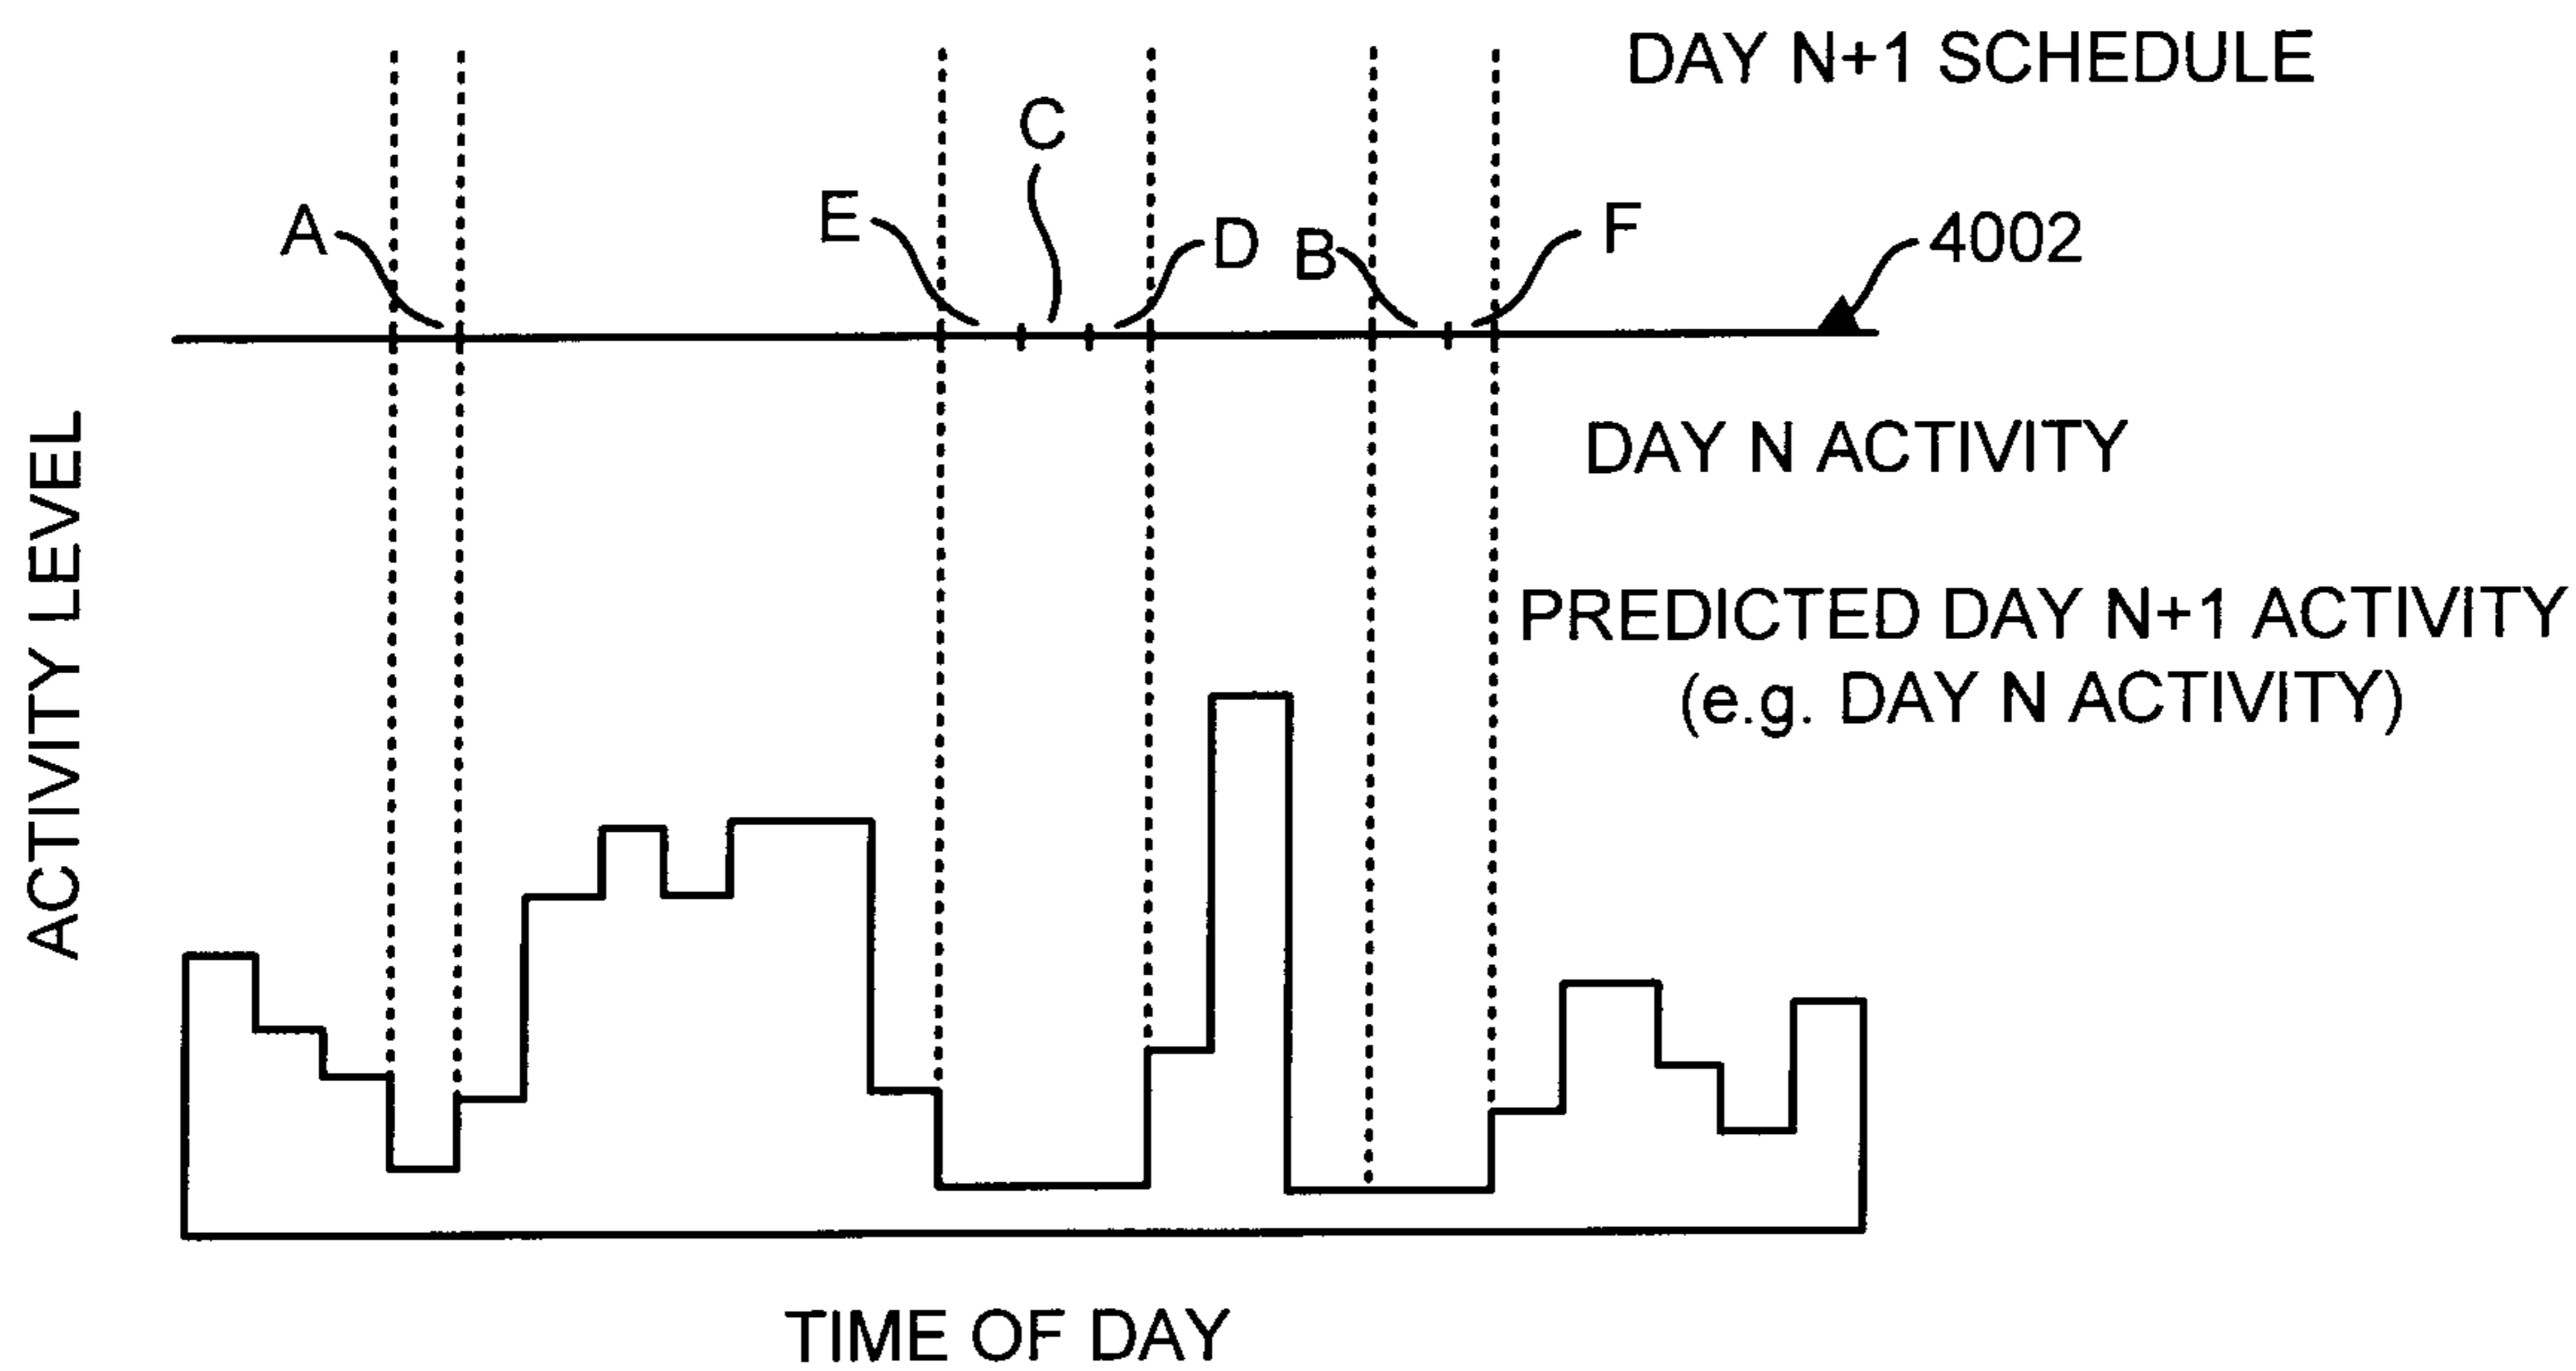 DAY N+1 SCHEDULE
C
A
E
D
B
F
4002
DAY N ACTIVITY
ACTIVITY LEVEL
PREDICTED DAY N+1 ACTIVITY
(e.g. DAY N ACTIVITY)
TIME OF DAY